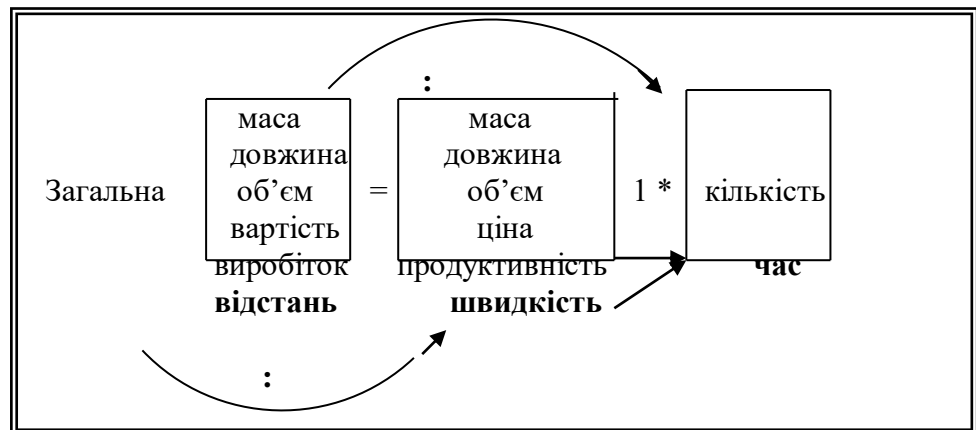 :
маса маса
довжина довжина
Загальна об’єм = об’єм 1 * кількість
вартість ціна
виробіток продуктивність час
відстань швидкість
: